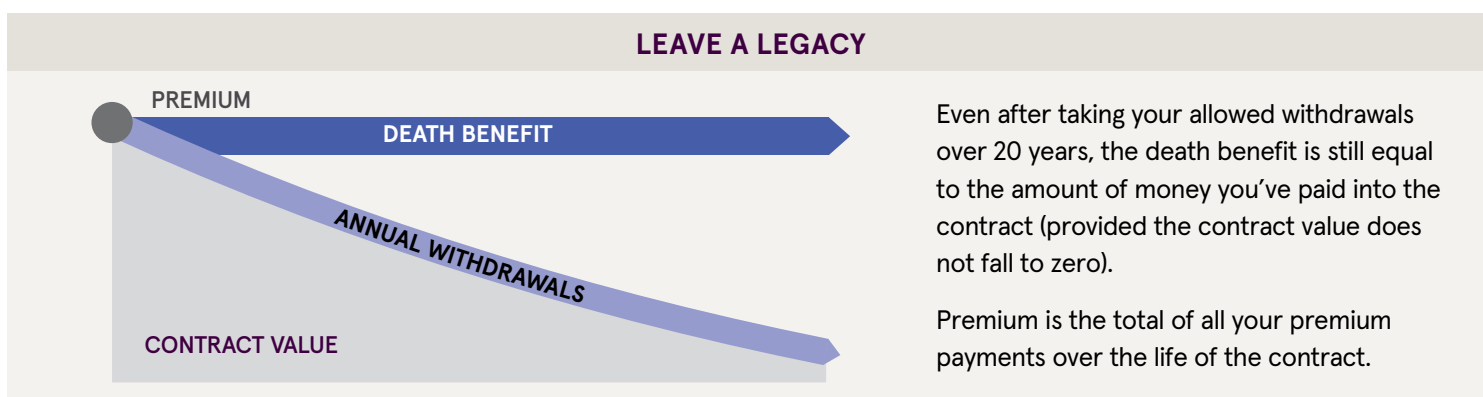 LEAVE A LEGACY
PREMIUM
DEATH BENEFIT
ANNUAL WITHDRAWALS
CONTRACT VALUE
Even after taking your allowed withdrawals
over 20 years, the death benefit is still equal
to the amount of money you’ve paid into the
contract (provided the contract value does
not fall to zero).
Premium is the total of all your premium
payments over the life of the contract.